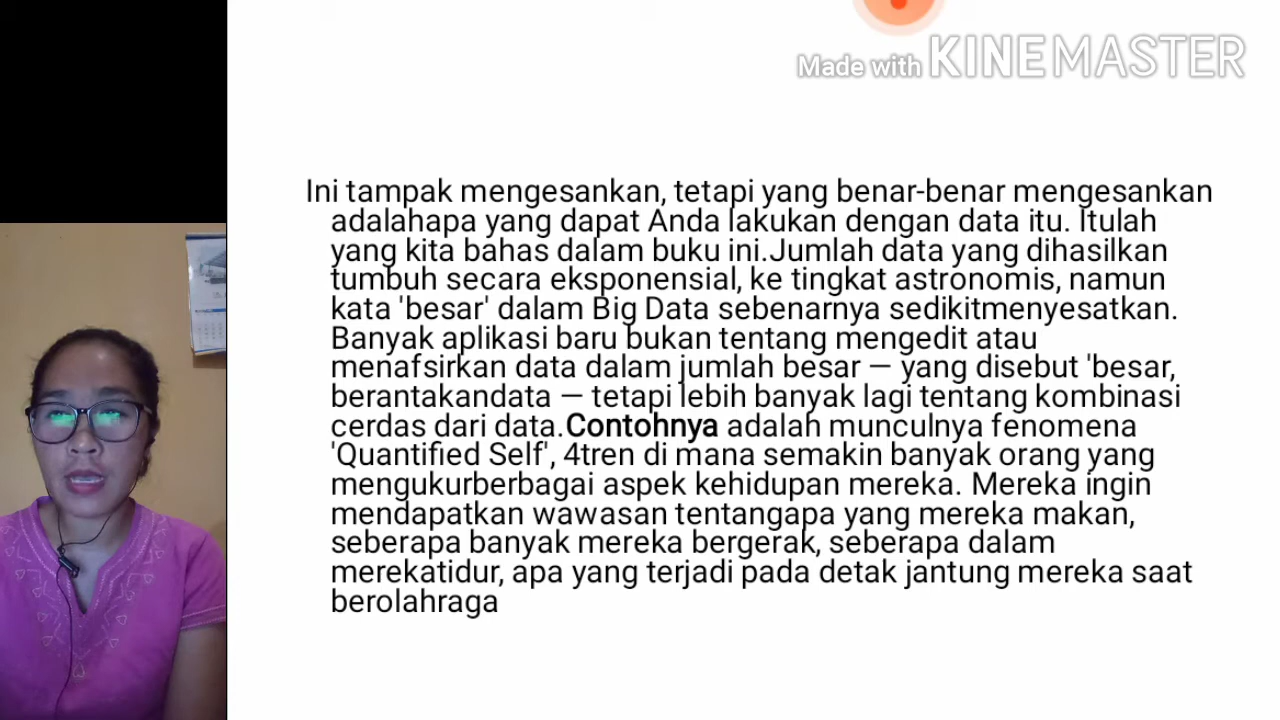 Made with KINEMASTER
Ini tampak mengesankan, tetapi yang benar-benar mengesankan
adalahapa yang dapat Anda lakukan dengan data itu. Itulah
yang kita bahas dalam buku ini.Jumlah data yang dihasilkan
tumbuh secara eksponensial, ke tingkat astronomis, namun
kata 'besar' dalam Big Data sebenarnya sedikitmenyesatkan.
Banyak aplikasi baru bukan tentang mengedit atau
menafsirkan data dalam jumlah besar — yang disebut 'besar,
berantakandata — tetapi lebih banyak lagi tentang kombinasi
cerdas dari data.Contohnya adalah munculnya fenomena
'Quantified Self', 4tren di mana semakin banyak orang yang
mengukurberbagai aspek kehidupan mereka. Mereka ingin
mendapatkan wawasan tentangapa yang mereka makan,
seberapa banyak mereka bergerak, seberapa dalam
merekatidur, apa yang terjadi pada detak jantung mereka saat
berolahraga